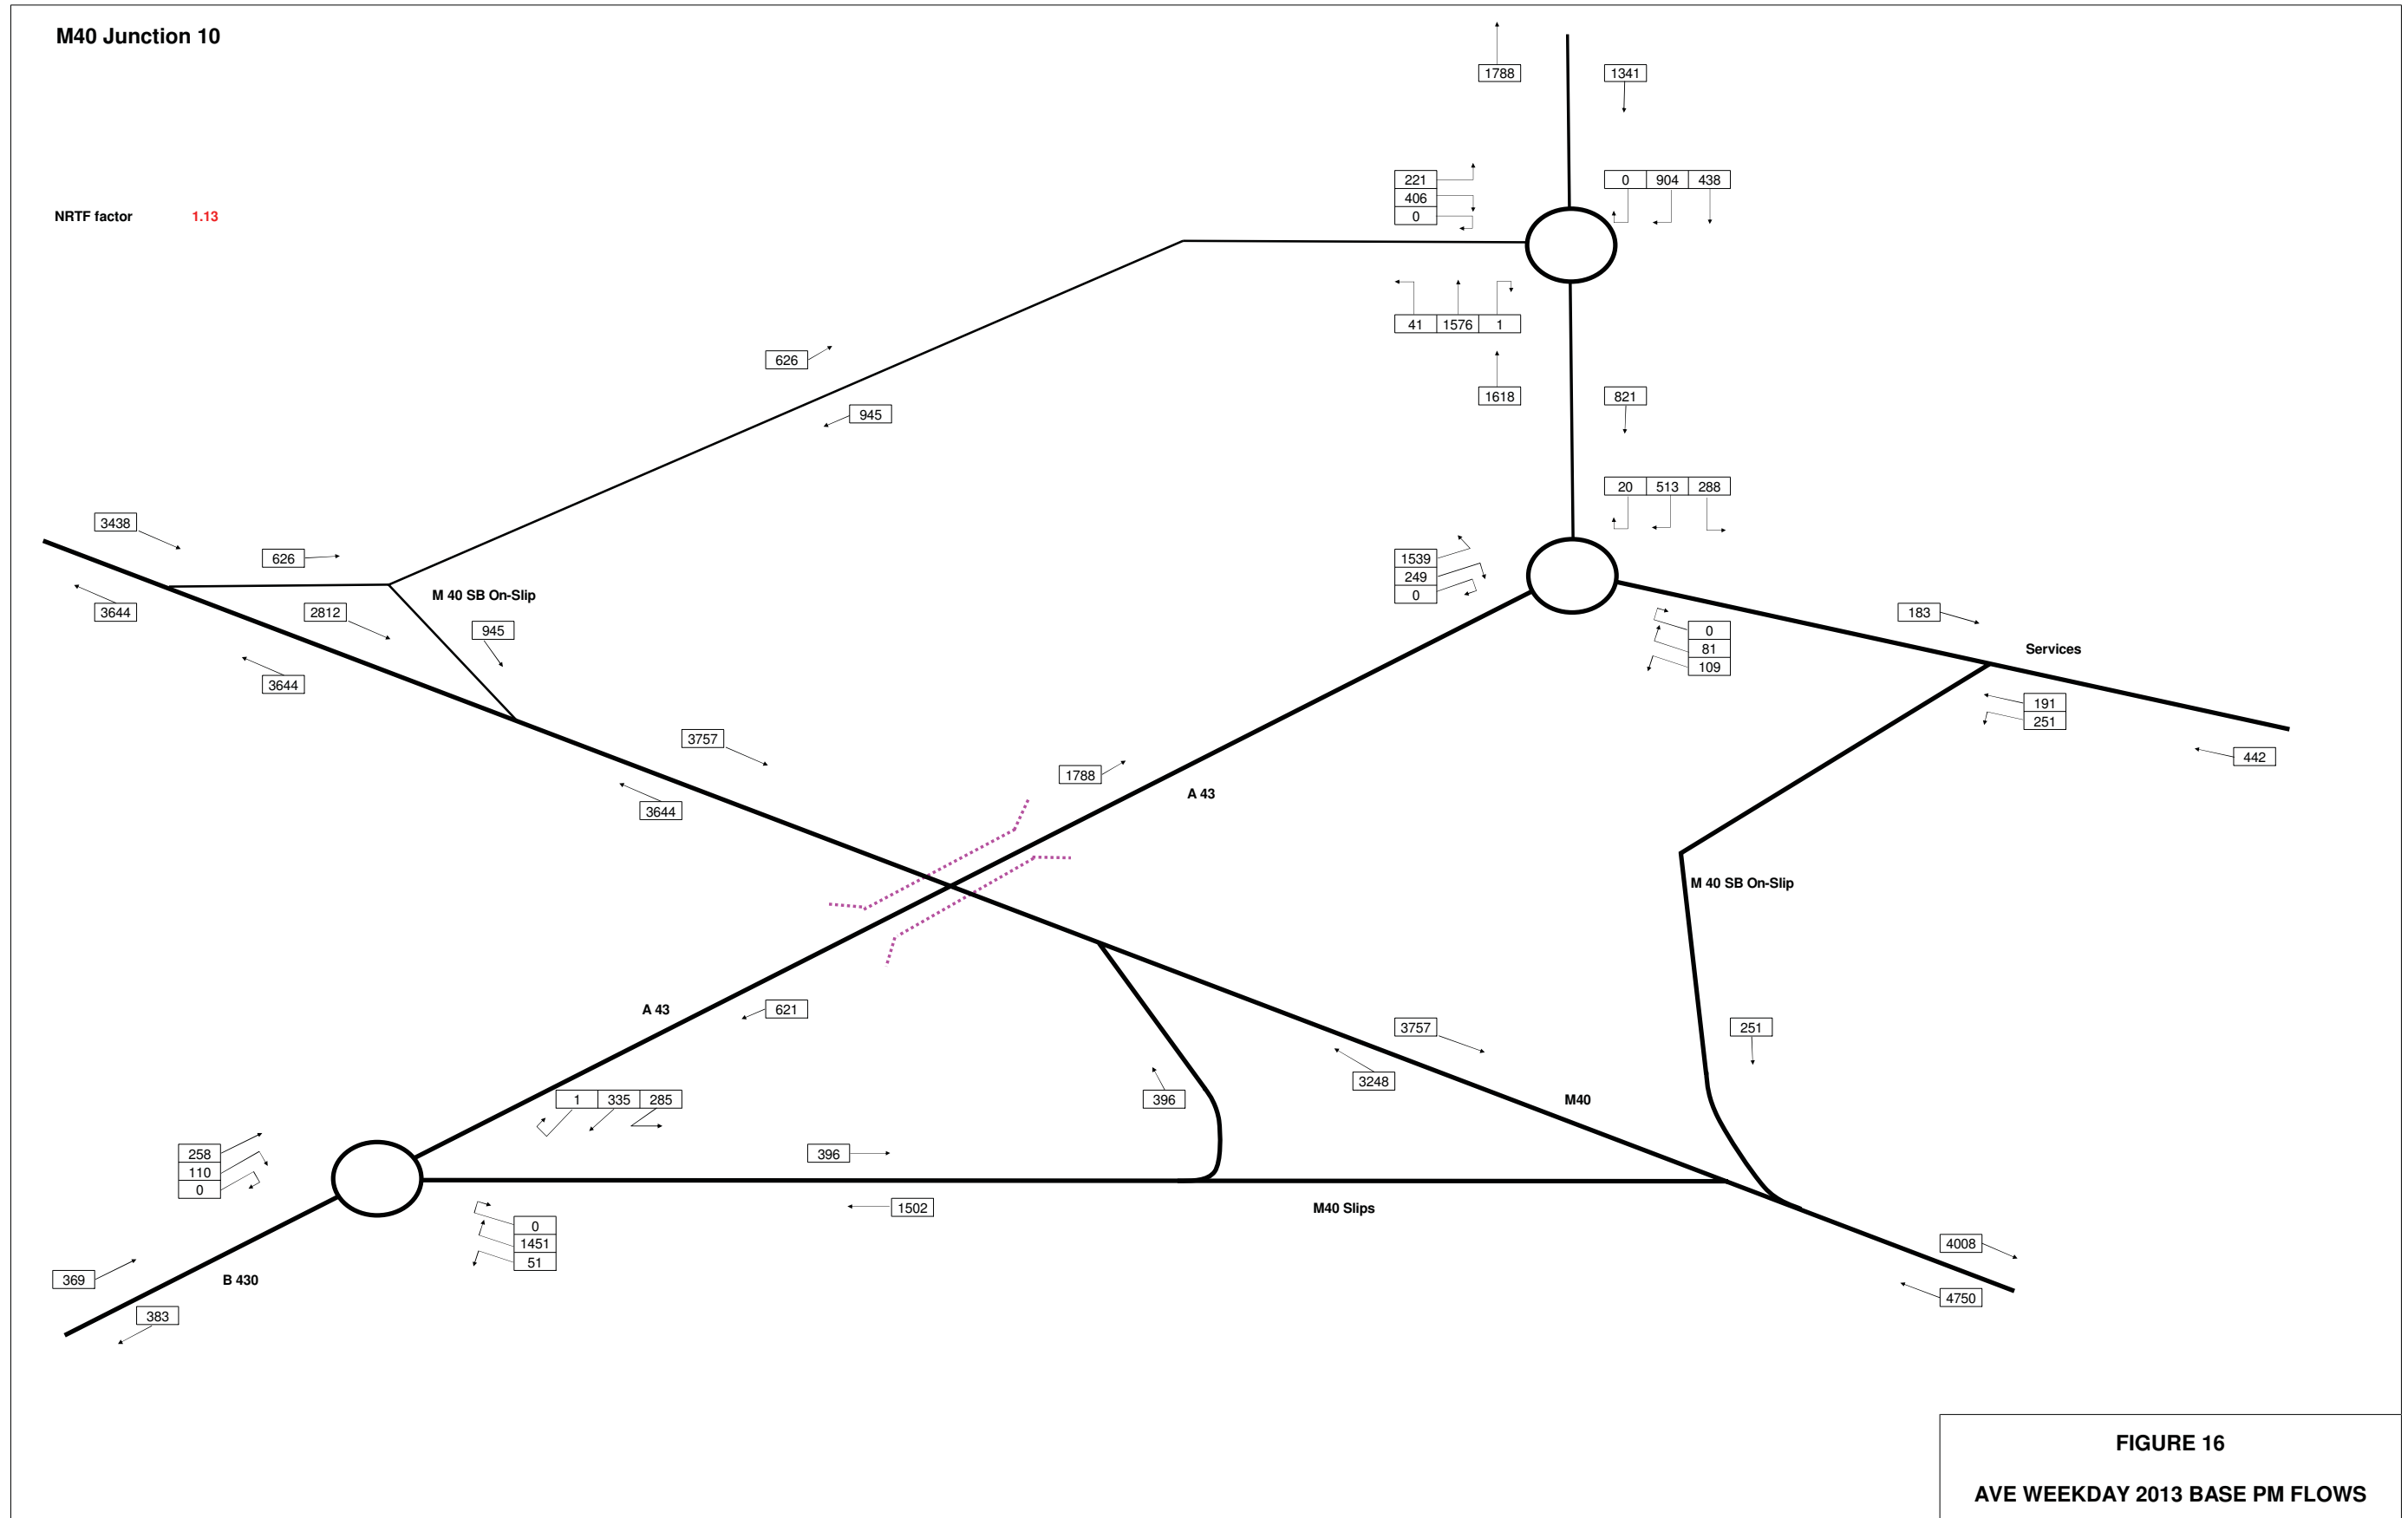 M40 Junction 10
1788
1341
221
406
0
0 904 438
NRTF factor 1.13
41 1576 1
626
1618
821
945
20 513 288
3438
626
1539
249
0
M 40 SB On-Slip
3644
2812
945
183
0
81
109
Services
3644
191
251
3757
442
1788
A 43
3644
M 40 SB On-Slip
A 43
621
3757
251
3248
1 335 285
396
M40
258
110
0
396
1502
M40 Slips
0
1451
51
4008
369
B 430
4750
383
FIGURE 16
AVE WEEKDAY 2013 BASE PM FLOWS